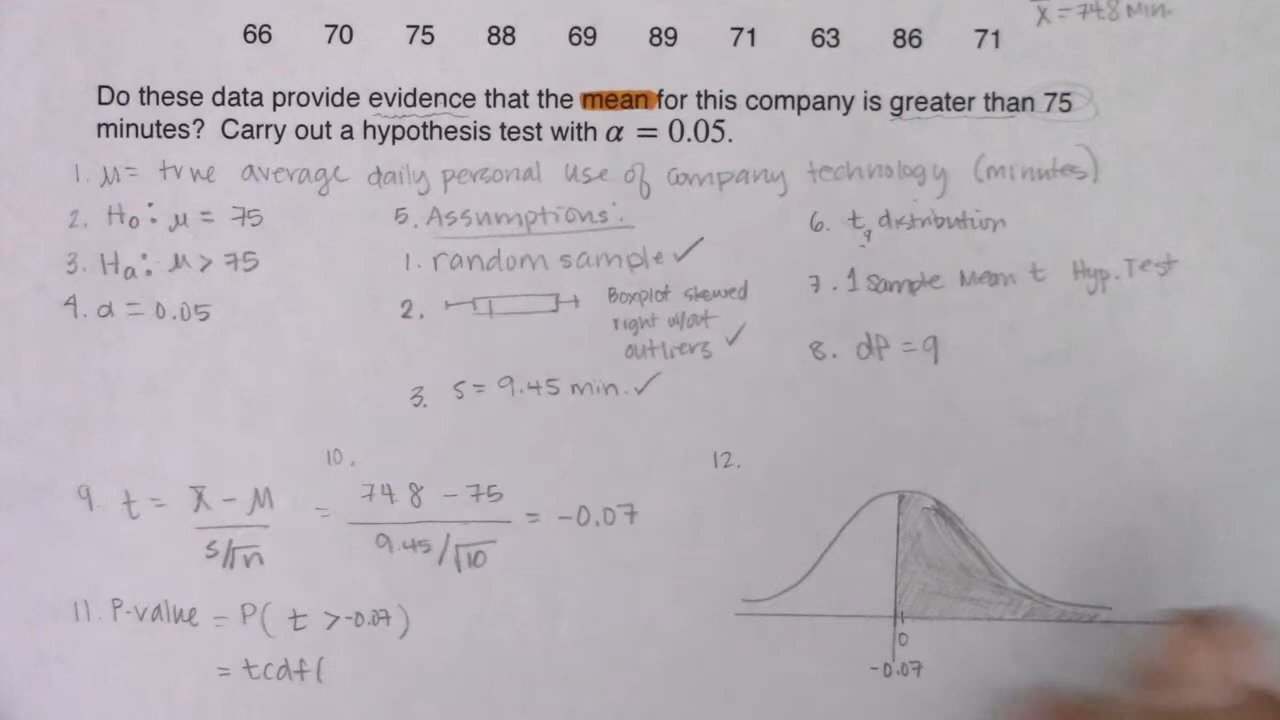 x̄ = 74.8 min.
66 70 75 88 69 89 71 63 86 71
Do these data provide evidence that the mean for this company is greater than 75
minutes? Carry out a hypothesis test with α = 0.05.
1. μ = true average daily personal use of company technology (minutes)
2. H₀: μ = 75
3. Hₐ: μ > 75
4. α = 0.05
5. Assumptions:
1. random sample ✓
2. Boxplot skewed
right w/out
outliers ✓
3. s = 9.45 min. ✓
6. t₉ distribution
7. 1 Sample Mean t Hyp. Test
8. df = 9
9. t = x̄ - μ / s/√n
10. = 74.8 - 75 / 9.45/√10 = -0.07
11. P-value = P( t > -0.07)
= tcdf(
12.
0
-0.07